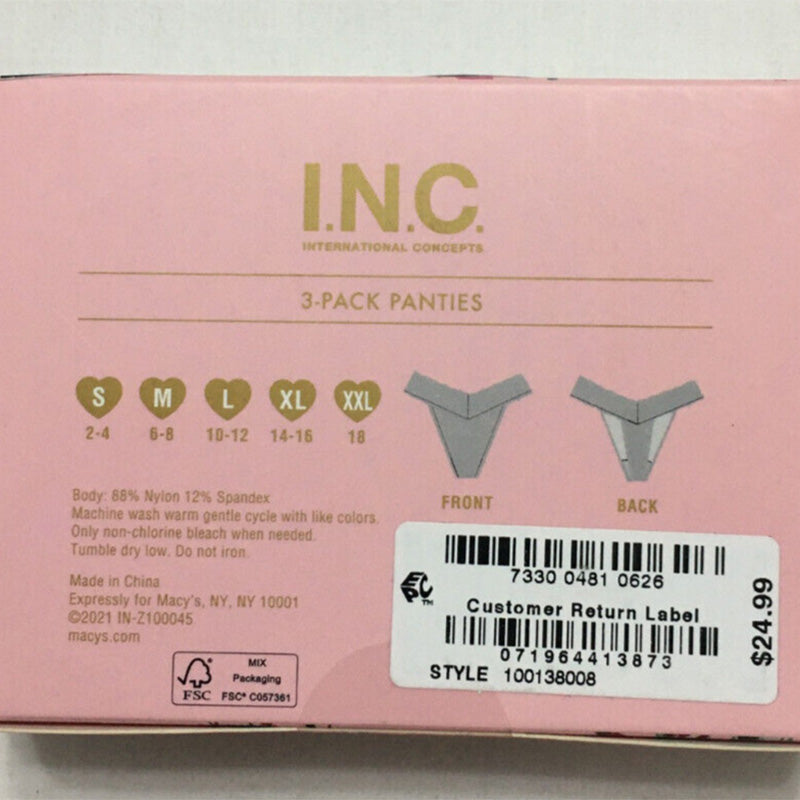 I.N.C.
INTERNATIONAL CONCEPTS
3-PACK PANTIES
S M L XL XXL
2-4 6-8 10-12 14-16 18
FRONT BACK
Body: 88% Nylon 12% Spandex
Machine wash warm gentle cycle with like colors.
Only non-chlorine bleach when needed.
Tumble dry low. Do not iron.
Made in China
Expressly for Macy's, NY, NY 10001
©2021 IN-Z100045
macys.com
FSC
MIX
Packaging
FSC® C057361
7330 0481 0626
EPC™
Customer Return Label
071964413873
STYLE 100138008
$24.99